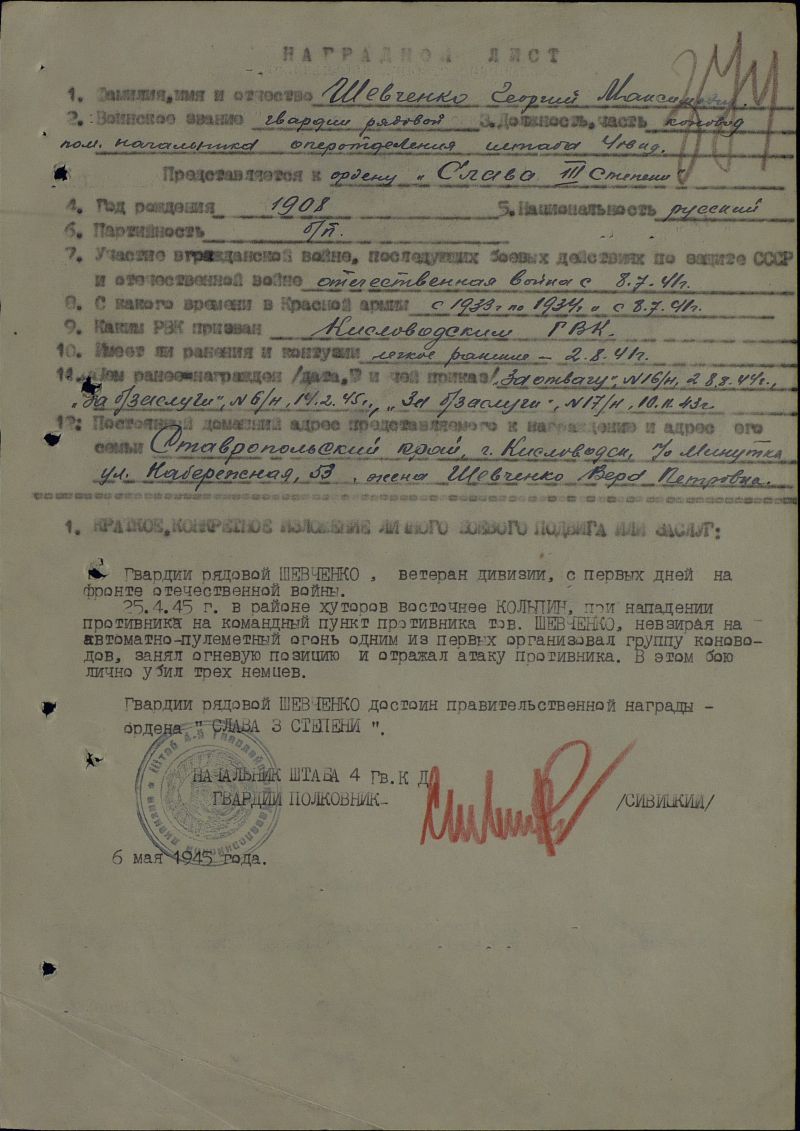 НАГРАДНОЙ ЛИСТ
1. Фамилия, имя и отчество Шевченко Георгий Максимович.
2. Воинское звание гвардии рядовой 3. Должность, часть коновод
пом. начальника оперотделения штаба 4 гв кд.
Представляется к ордену "Слава III степени"
4. Год рождения 1908 5. Национальность русский
6. Партийность б/п.
7. Участие в гражданской войне, последующих боевых действиях по защите СССР
и отечественной войне отечественная война с 8.7.41г.
8. С какого времени в Красной армии с 1933г по 1934г и с 8.7.41г.
9. Каким РВК призван Кисловодским ГВК.
10. Имеет ли ранения и контузии легкое ранение – 2.8.41г.
11. Чем ранее награжден /дата, № и чей приказ/ "За отвагу", №16/н, 28.8.44г.,
"За б/заслуги", №6/н, 14.2.45г., "За б/заслуги", №17/н, 10.11.43г.
12. Постоянный домашний адрес представляемого к награждению и адрес его
семьи Ставропольский край, г. Кисловодск, п/о Минутка
ул. Набережная, 53, жена Шевченко Вера Петровна.
1. КРАТКОЕ, КОНКРЕТНОЕ ИЗЛОЖЕНИЕ ЛИЧНОГО БОЕВОГО ПОДВИГА ИЛИ ЗАСЛУГ:
Гвардии рядовой ШЕВЧЕНКО, ветеран дивизии, с первых дней на
фронте отечественной войны.
25.4.45 г. в районе хуторов восточнее КОЛЬПИН, при нападении
противника на командный пункт противника тов. ШЕВЧЕНКО, невзирая на
автоматно-пулеметный огонь одним из первых организовал группу коново-
дов, занял огневую позицию и отражал атаку противника. В этом бою
лично убил трех немцев.
Гвардии рядовой ШЕВЧЕНКО достоин правительственной награды –
ордена "СЛАВА 3 СТЕПЕНИ".
НАЧАЛЬНИК ШТАБА 4 Гв. К Д
ГВАРДИИ ПОЛКОВНИК– /СИВИЦКИЙ/
6 мая 1945 года.